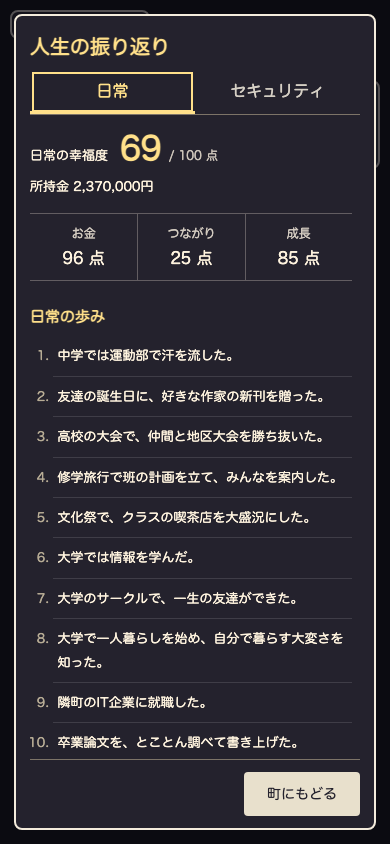 人生の振り返り
日常
セキュリティ
日常の幸福度 69 / 100 点
所持金 2,370,000円
お金 つながり 成長
96 点 25 点 85 点
日常の歩み
1. 中学では運動部で汗を流した。
2. 友達の誕生日に、好きな作家の新刊を贈った。
3. 高校の大会で、仲間と地区大会を勝ち抜いた。
4. 修学旅行で班の計画を立て、みんなを案内した。
5. 文化祭で、クラスの喫茶店を大盛況にした。
6. 大学では情報を学んだ。
7. 大学のサークルで、一生の友達ができた。
8. 大学で一人暮らしを始め、自分で暮らす大変さを
知った。
9. 隣町のIT企業に就職した。
10. 卒業論文を、とことん調べて書き上げた。
町にもどる